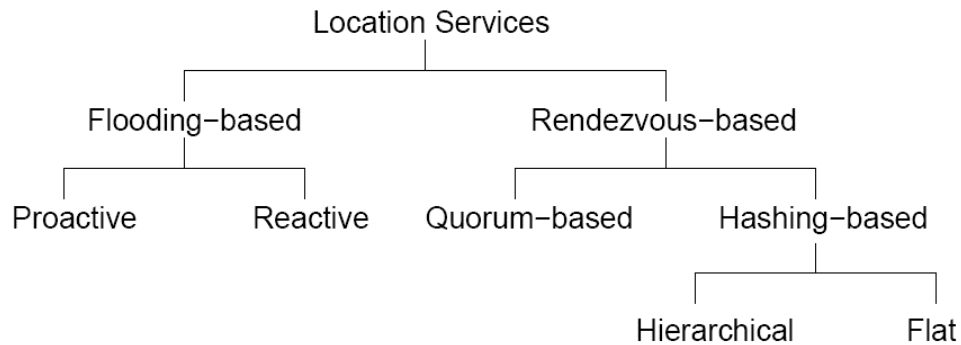 Location Services
Flooding−based
Rendezvous−based
Proactive
Reactive
Quorum−based
Hashing−based
Hierarchical
Flat